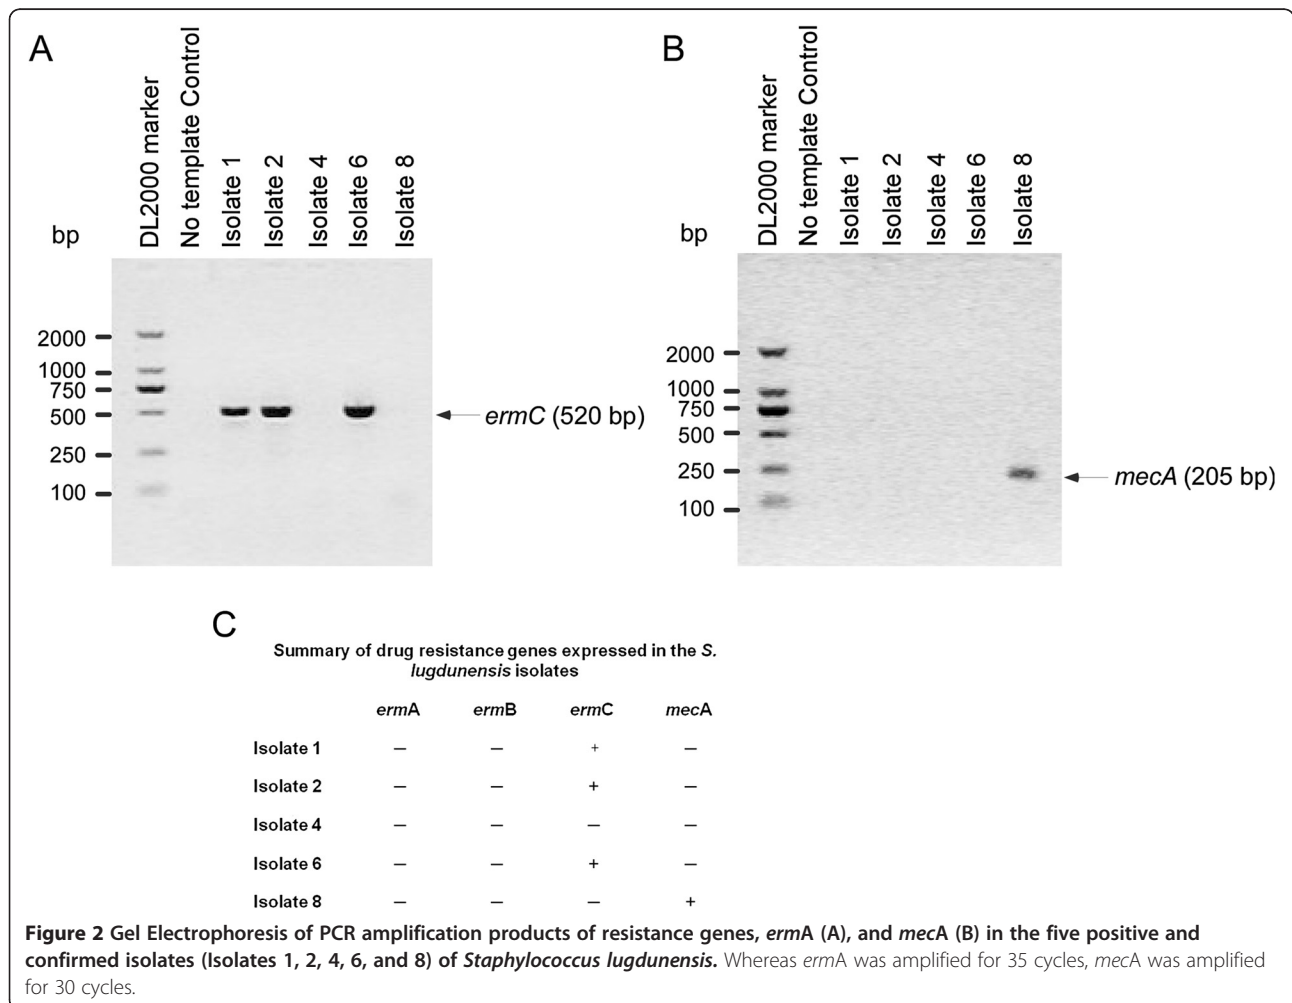 A
DL2000 marker
No template Control
Isolate 1
Isolate 2
Isolate 4
Isolate 6
Isolate 8
bp
2000
1000
750
500
250
100
ermC (520 bp)
B
DL2000 marker
No template Control
Isolate 1
Isolate 2
Isolate 4
Isolate 6
Isolate 8
bp
2000
1000
750
500
250
100
mecA (205 bp)
C
Summary of drug resistance genes expressed in the S.
lugdunensis isolates
ermA ermB ermC mecA
Isolate 1 – – + –
Isolate 2 – – + –
Isolate 4 – – – –
Isolate 6 – – + –
Isolate 8 – – – +
Figure 2 Gel Electrophoresis of PCR amplification products of resistance genes, ermA (A), and mecA (B) in the five positive and
confirmed isolates (Isolates 1, 2, 4, 6, and 8) of Staphylococcus lugdunensis. Whereas ermA was amplified for 35 cycles, mecA was amplified
for 30 cycles.